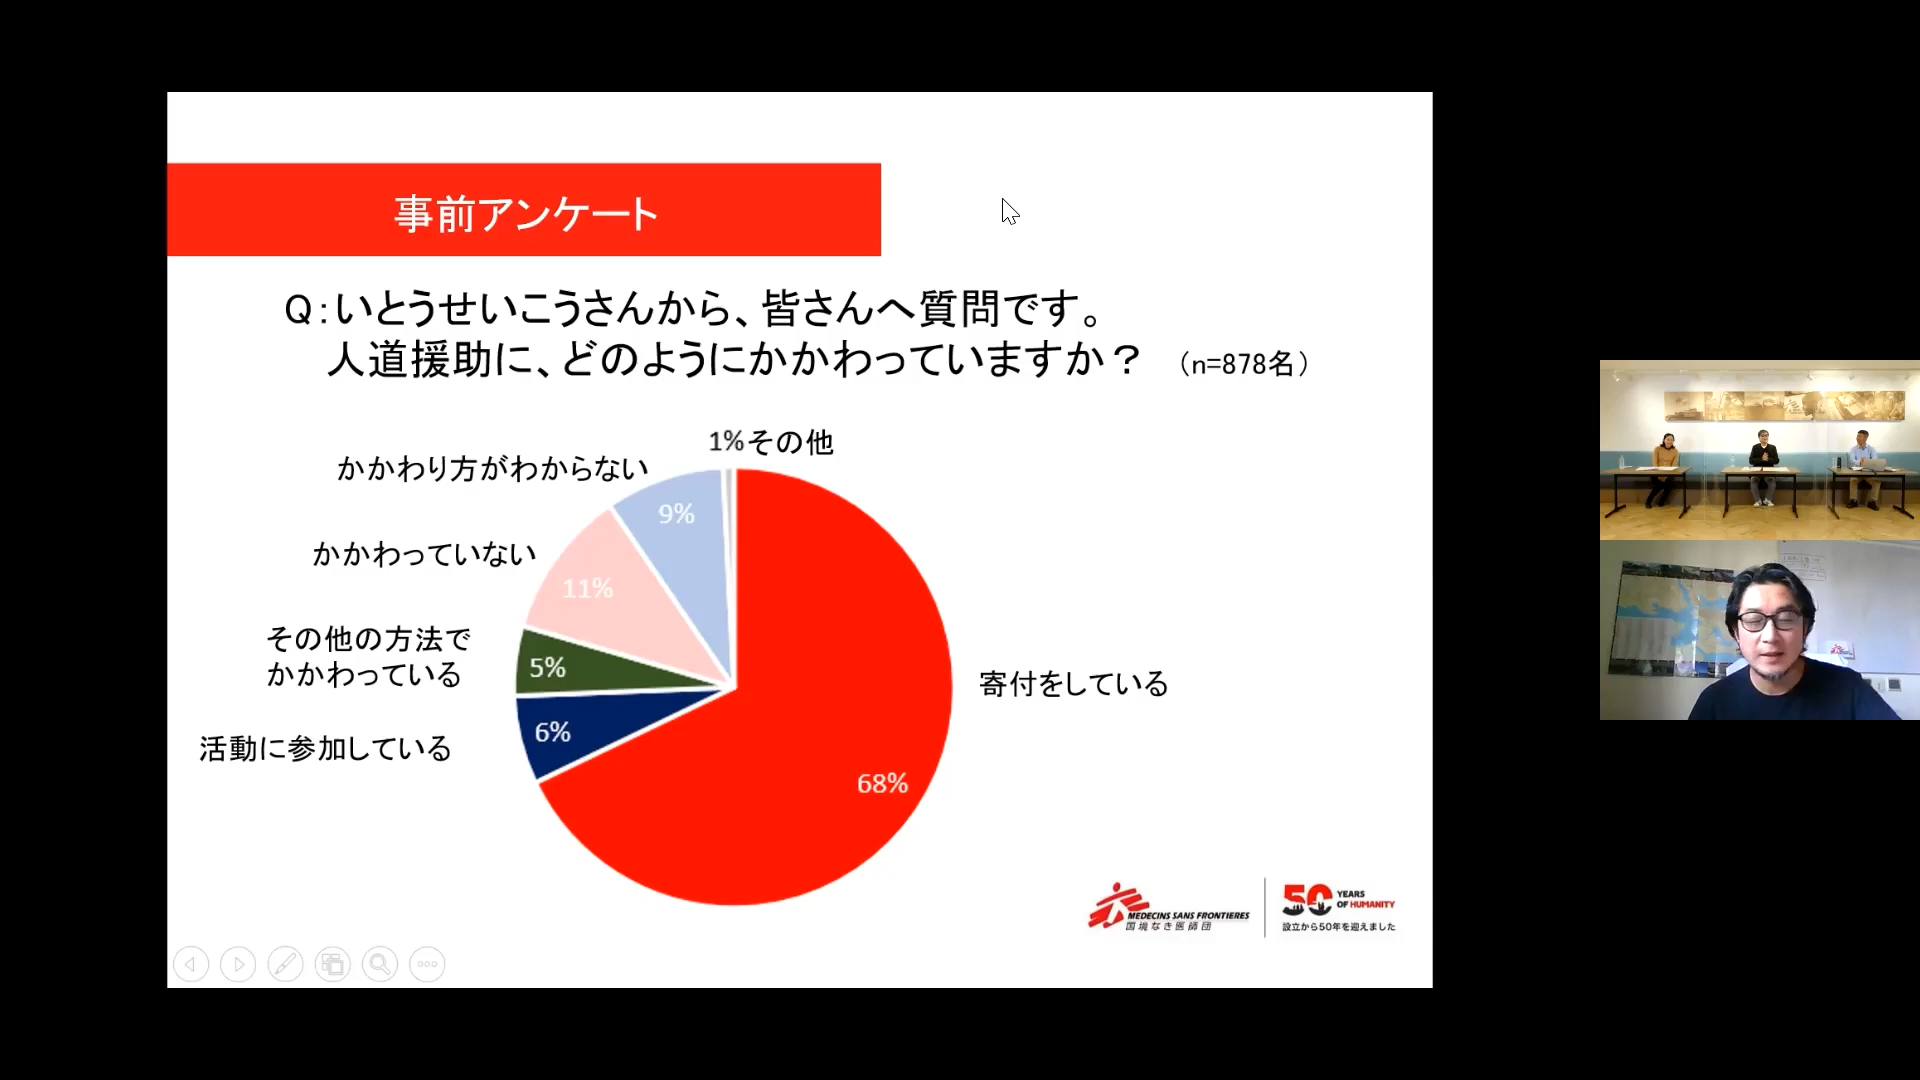 事前アンケート
Q:いとうせいこうさんから、皆さんへ質問です。
人道援助に、どのようにかかわっていますか？ （n=878名）
1%その他
かかわり方がわからない
9%
かかわっていない
11%
その他の方法で
かかわっている
5%
寄付をしている
6%
活動に参加している
68%
MEDECINS SANS FRONTIERES
国境なき医師団
50 YEARS
OF HUMANITY
設立から50年を迎えました